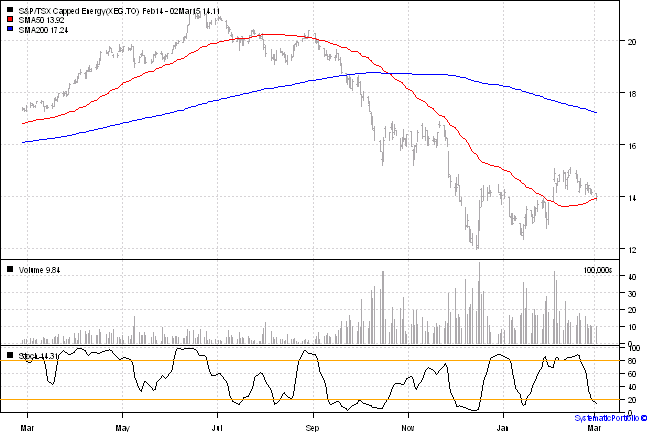 S&P/TSX Capped Energy(XEG.TO) Feb14 - 02Mar15 14.11
SMA50 13.92
SMA200 17.24
20
18
16
14
12
Volume 9.84
100,000s
40
30
20
10
0
Stoch 14.31
100
80
60
40
20
0
Mar May Jul Sep Nov Jan Mar
SystematicPortfolio ©